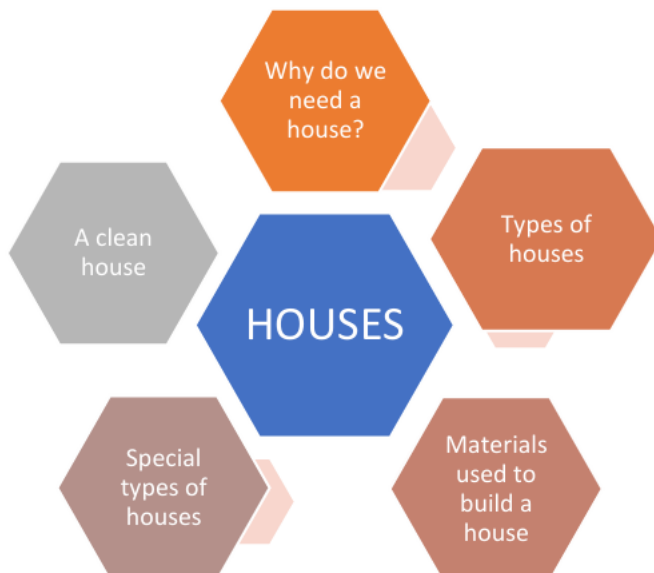 Why do we
need a
house?
Types of
houses
Materials
used to
build a
house
Special
types of
houses
A clean
house
HOUSES